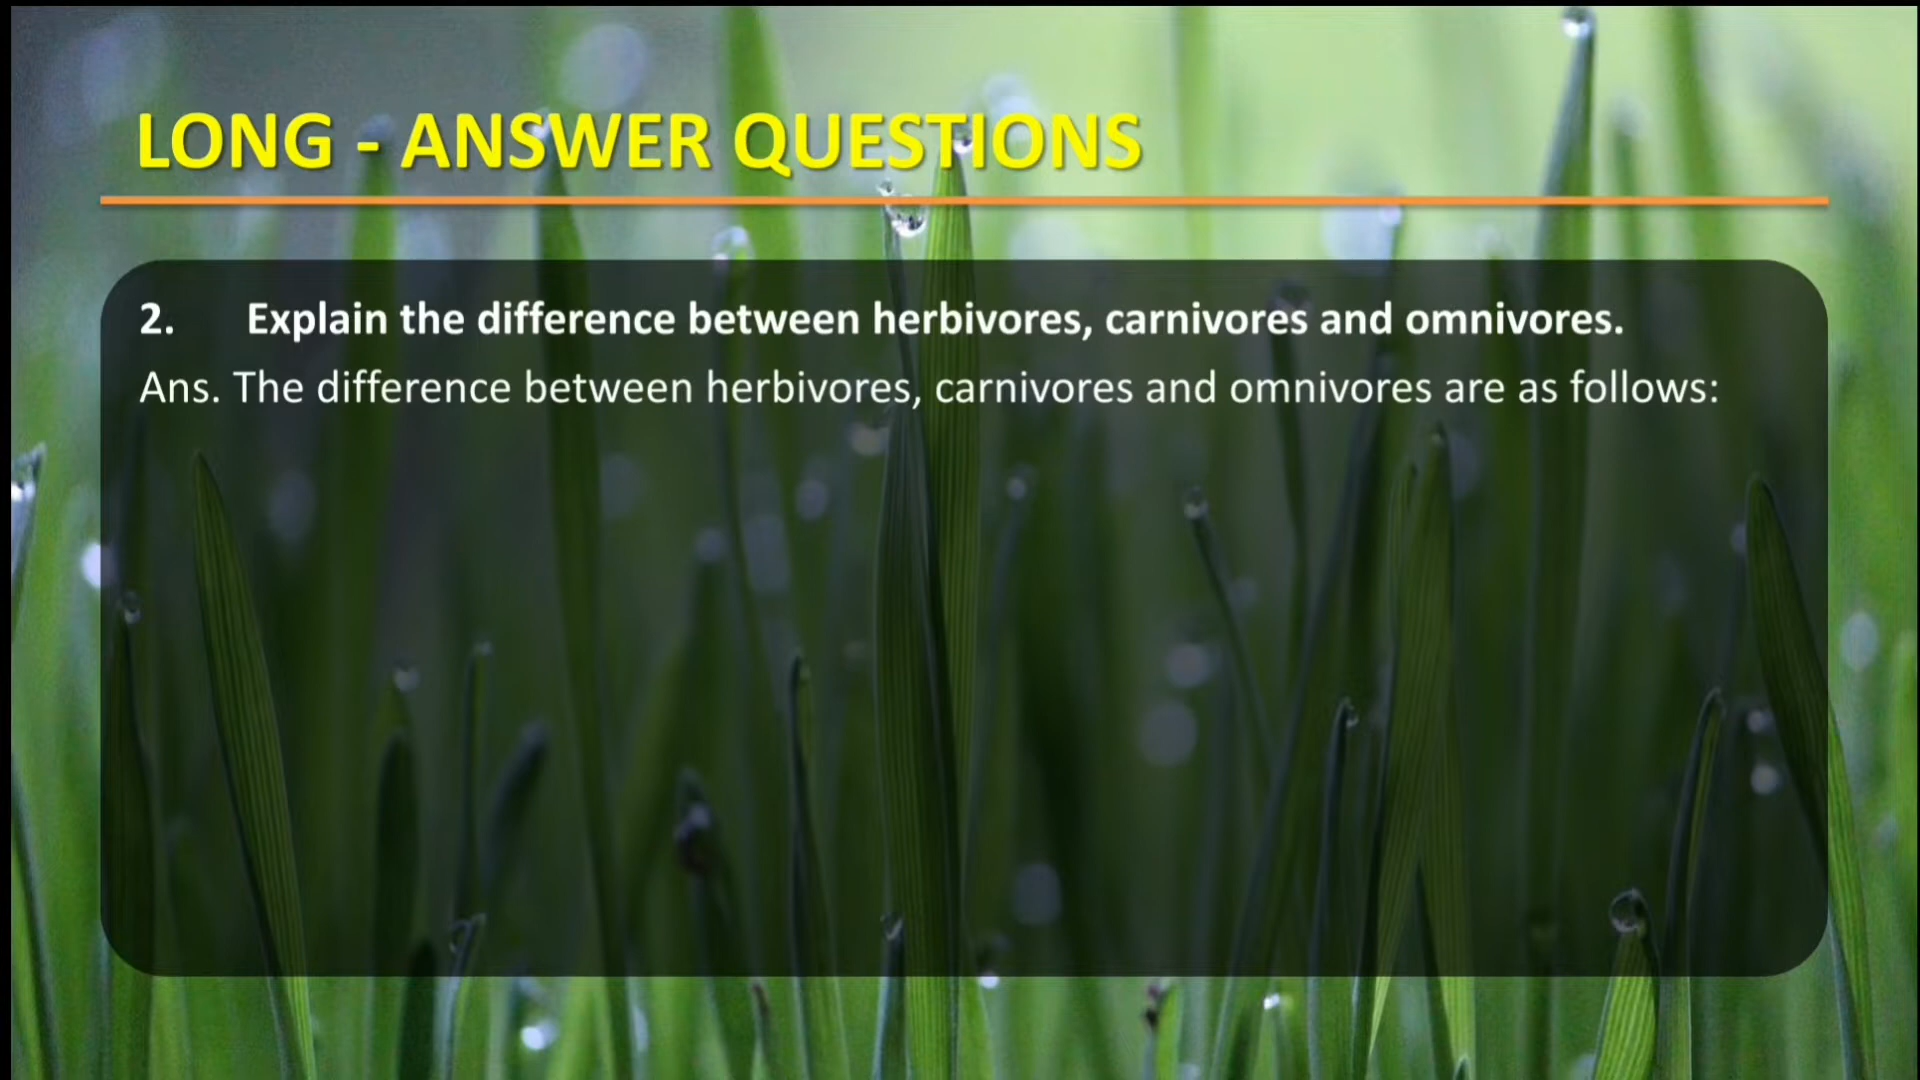 LONG - ANSWER QUESTIONS
2. Explain the difference between herbivores, carnivores and omnivores.
Ans. The difference between herbivores, carnivores and omnivores are as follows: